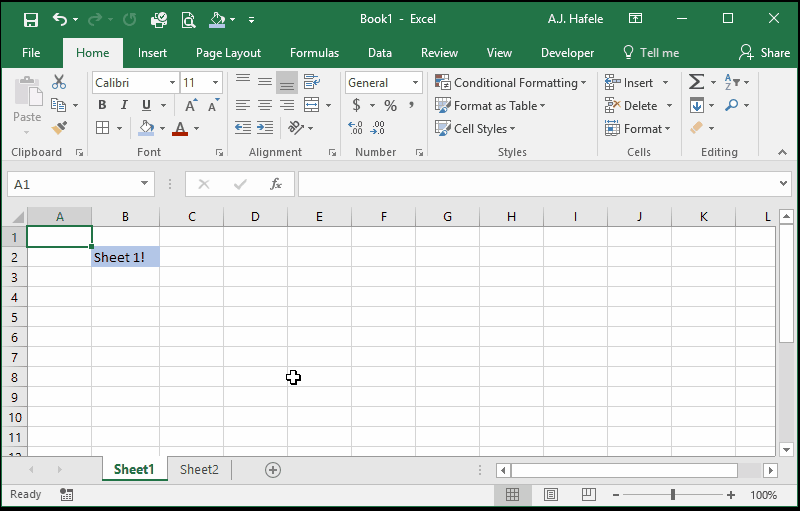 Book1 - Excel
A.J. Hafele
File Home Insert Page Layout Formulas Data Review View Developer Tell me Share
Calibri 11 General Conditional Formatting Insert
Paste B I U A A $ % , Format as Table Delete
A .0 .00 .00 .0 Cell Styles Format
Clipboard Font Alignment Number Styles Cells Editing
A1 fx
A B C D E F G H I J K L
1
2 Sheet 1!
3
4
5
6
7
8
9
10
11
Sheet1 Sheet2
Ready 100%